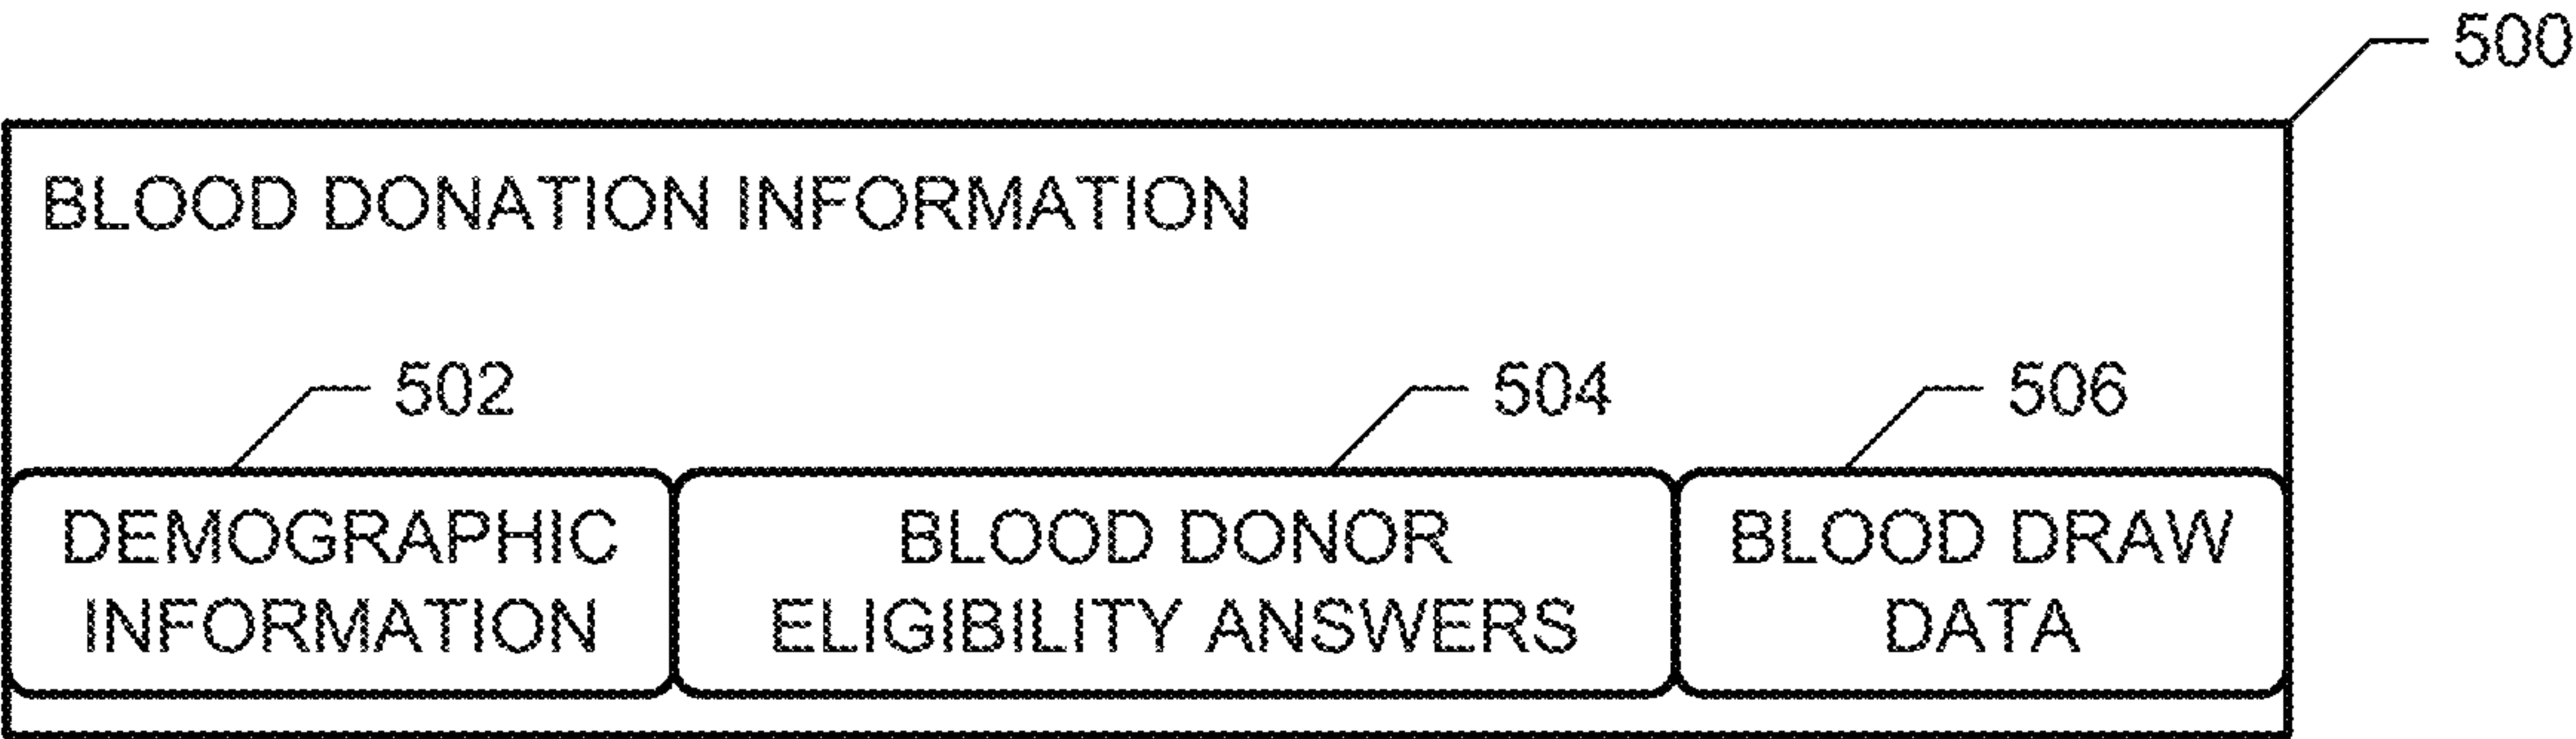 500
BLOOD DONATION INFORMATION
502
504
506
DEMOGRAPHIC
INFORMATION
BLOOD DONOR
ELIGIBILITY ANSWERS
BLOOD DRAW
DATA